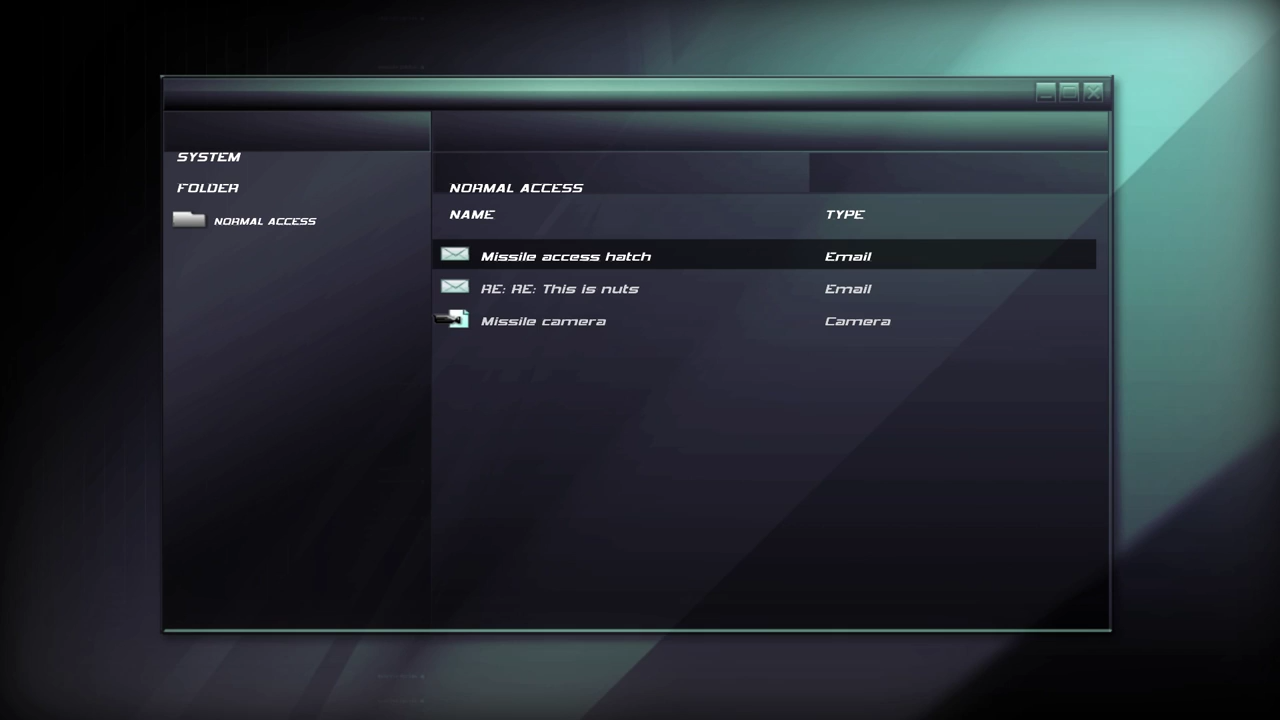 SYSTEM
FOLDER
NORMAL ACCESS
NORMAL ACCESS
NAME TYPE
Missile access hatch Email
RE: RE: This is nuts Email
Missile camera Camera